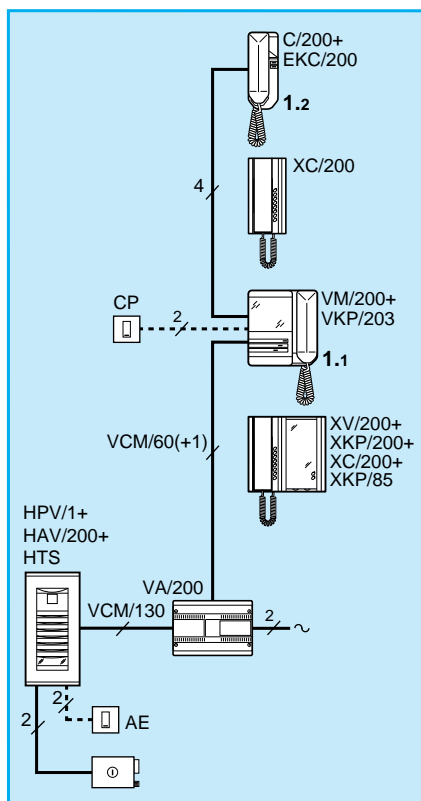 C/200+
EKC/200
1.2
XC/200
4
CP
2
VM/200+
VKP/203
1.1
VCM/60(+1)
XV/200+
XKP/200+
XC/200+
XKP/85
HPV/1+
HAV/200+
HTS
VA/200
VCM/130
2
~
2
2
AE